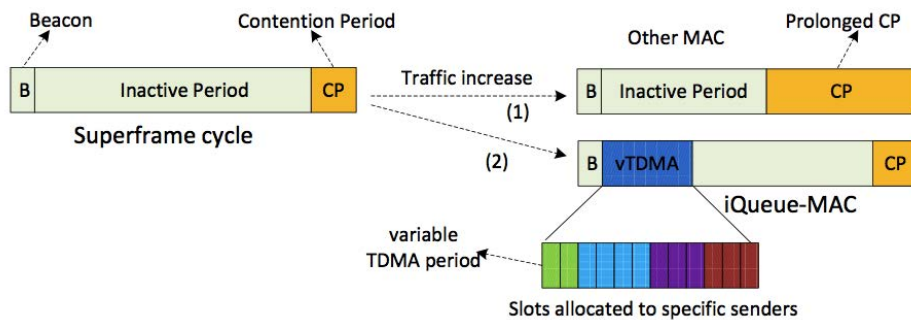 Beacon
Contention Period
B
Inactive Period
CP
Superframe cycle
Traffic increase
(1)
(2)
Other MAC
Prolonged CP
B
Inactive Period
CP
B
vTDMA
CP
iQueue-MAC
variable
TDMA period
Slots allocated to specific senders